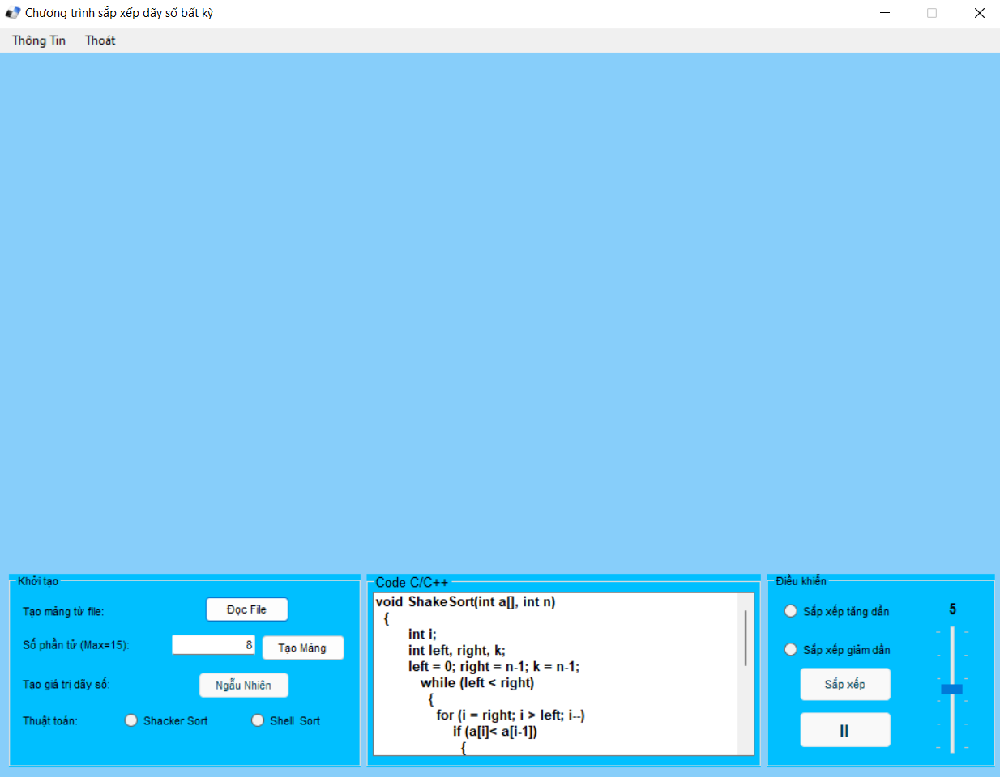 Chương trình sắp xếp dãy số bất kỳ
Thông Tin Thoát
Khởi tạo
Tạo mảng từ file: Đọc File
Số phần tử (Max=15): 8 Tạo Mảng
Tạo giá trị dãy số: Ngẫu Nhiên
Thuật toán: Shacker Sort Shell Sort
Code C/C++
void ShakeSort(int a[], int n)
{
int i;
int left, right, k;
left = 0; right = n-1; k = n-1;
while (left < right)
{
for (i = right; i > left; i--)
if (a[i]< a[i-1])
{
Điều khiển
Sắp xếp tăng dần
5
Sắp xếp giảm dần
Sắp xếp
II